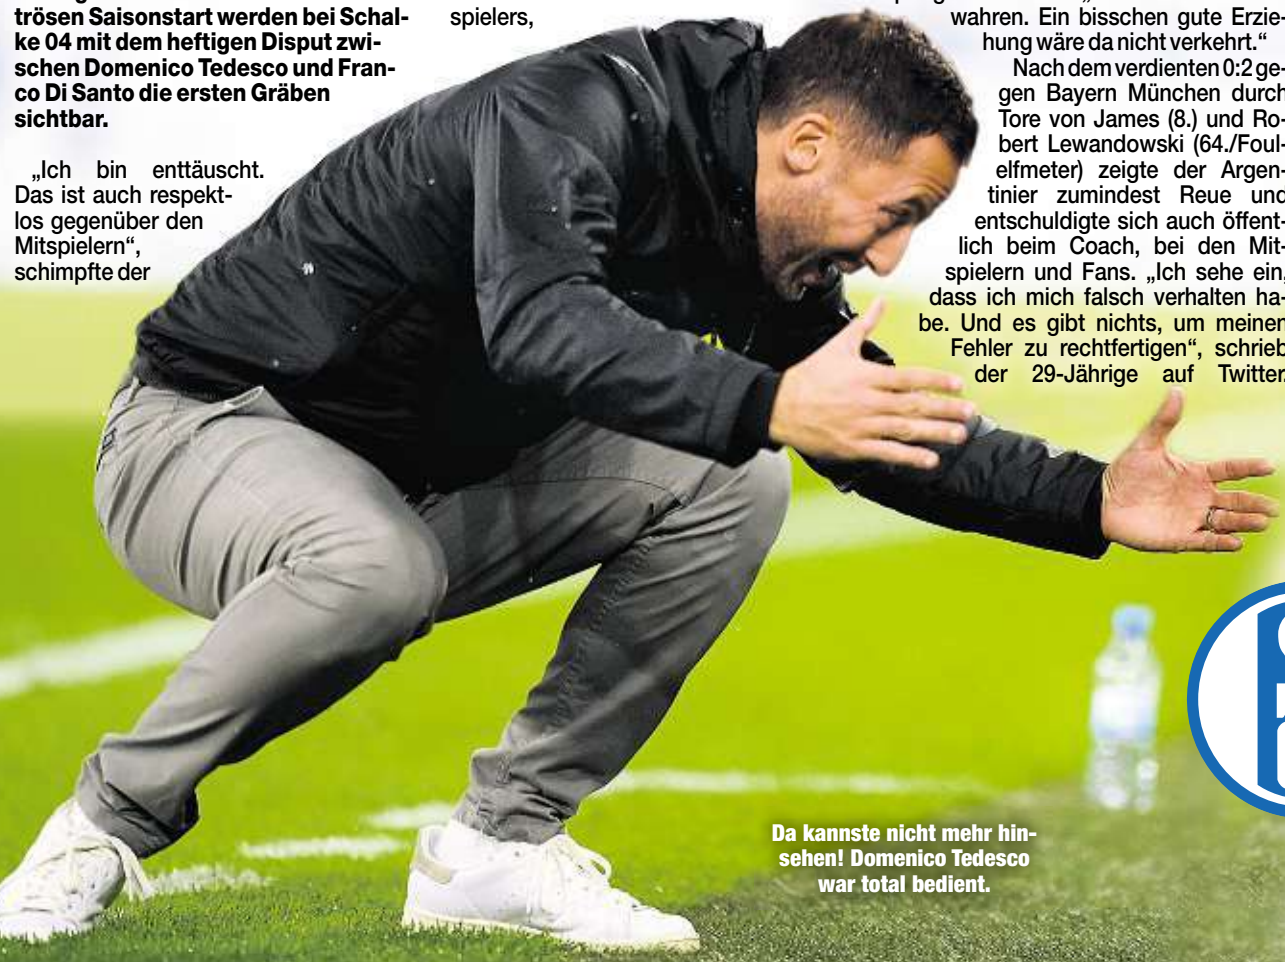 trösen Saisonstart werden bei Schal-
ke 04 mit dem heftigen Disput zwi-
schen Domenico Tedesco und Fran-
co Di Santo die ersten Gräben
sichtbar.
„Ich bin enttäuscht.
Das ist auch respekt-
los gegenüber den
Mitspielern“,
schimpfte der
spielers,
wahren. Ein bisschen gute Erzie-
hung wäre da nicht verkehrt.“
Nach dem verdienten 0:2 ge-
gen Bayern München durch
Tore von James (8.) und Ro-
bert Lewandowski (64./Foul-
elfmeter) zeigte der Argen-
tinier zumindest Reue und
entschuldigte sich auch öffent-
lich beim Coach, bei den Mit-
spielern und Fans. „Ich sehe ein,
dass ich mich falsch verhalten ha-
be. Und es gibt nichts, um meinen
Fehler zu rechtfertigen“, schrieb
der 29-Jährige auf Twitter.
Da kannste nicht mehr hin-
sehen! Domenico Tedesco
war total bedient.